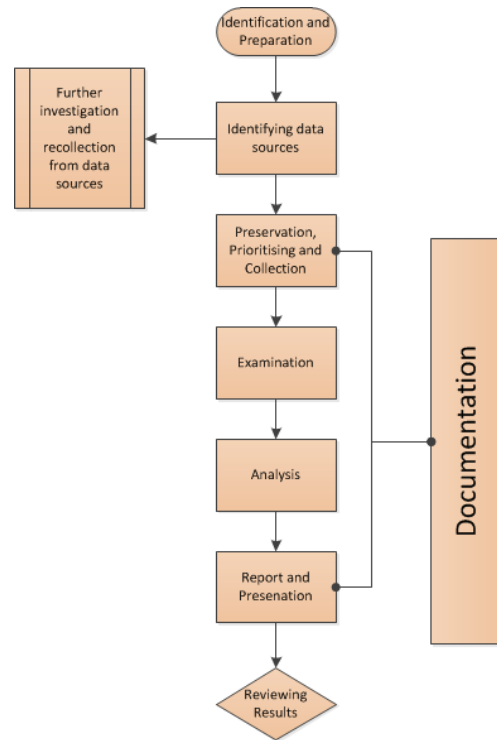 Identification and
Preparation
Further
investigation
and
recollection
from data
sources
Identifying data
sources
Preservation,
Prioritising and
Collection
Examination
Analysis
Report and
Presenation
Reviewing
Results
Documentation